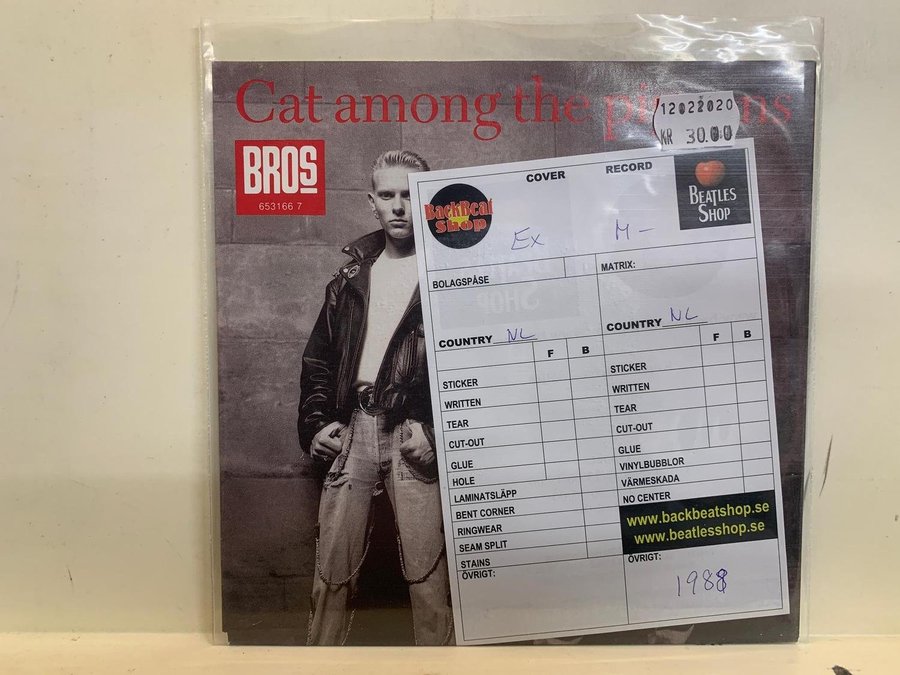 Cat among the
12022020
KR 30.00
BROS
653166 7
COVER
RECORD
BackBeat
Shop
BEATLES
SHOP
Ex
M-
BOLAGSPÅSE
MATRIX:
COUNTRY NL
COUNTRY NL
F B
F B
STICKER
WRITTEN
TEAR
CUT-OUT
GLUE
HOLE
LAMINATSLÄPP
BENT CORNER
RINGWEAR
SEAM SPLIT
STAINS
ÖVRIGT:
STICKER
WRITTEN
TEAR
CUT-OUT
GLUE
VINYLBUBBLOR
VÄRMESKADA
NO CENTER
www.backbeatshop.se
www.beatlesshop.se
ÖVRIGT:
1988